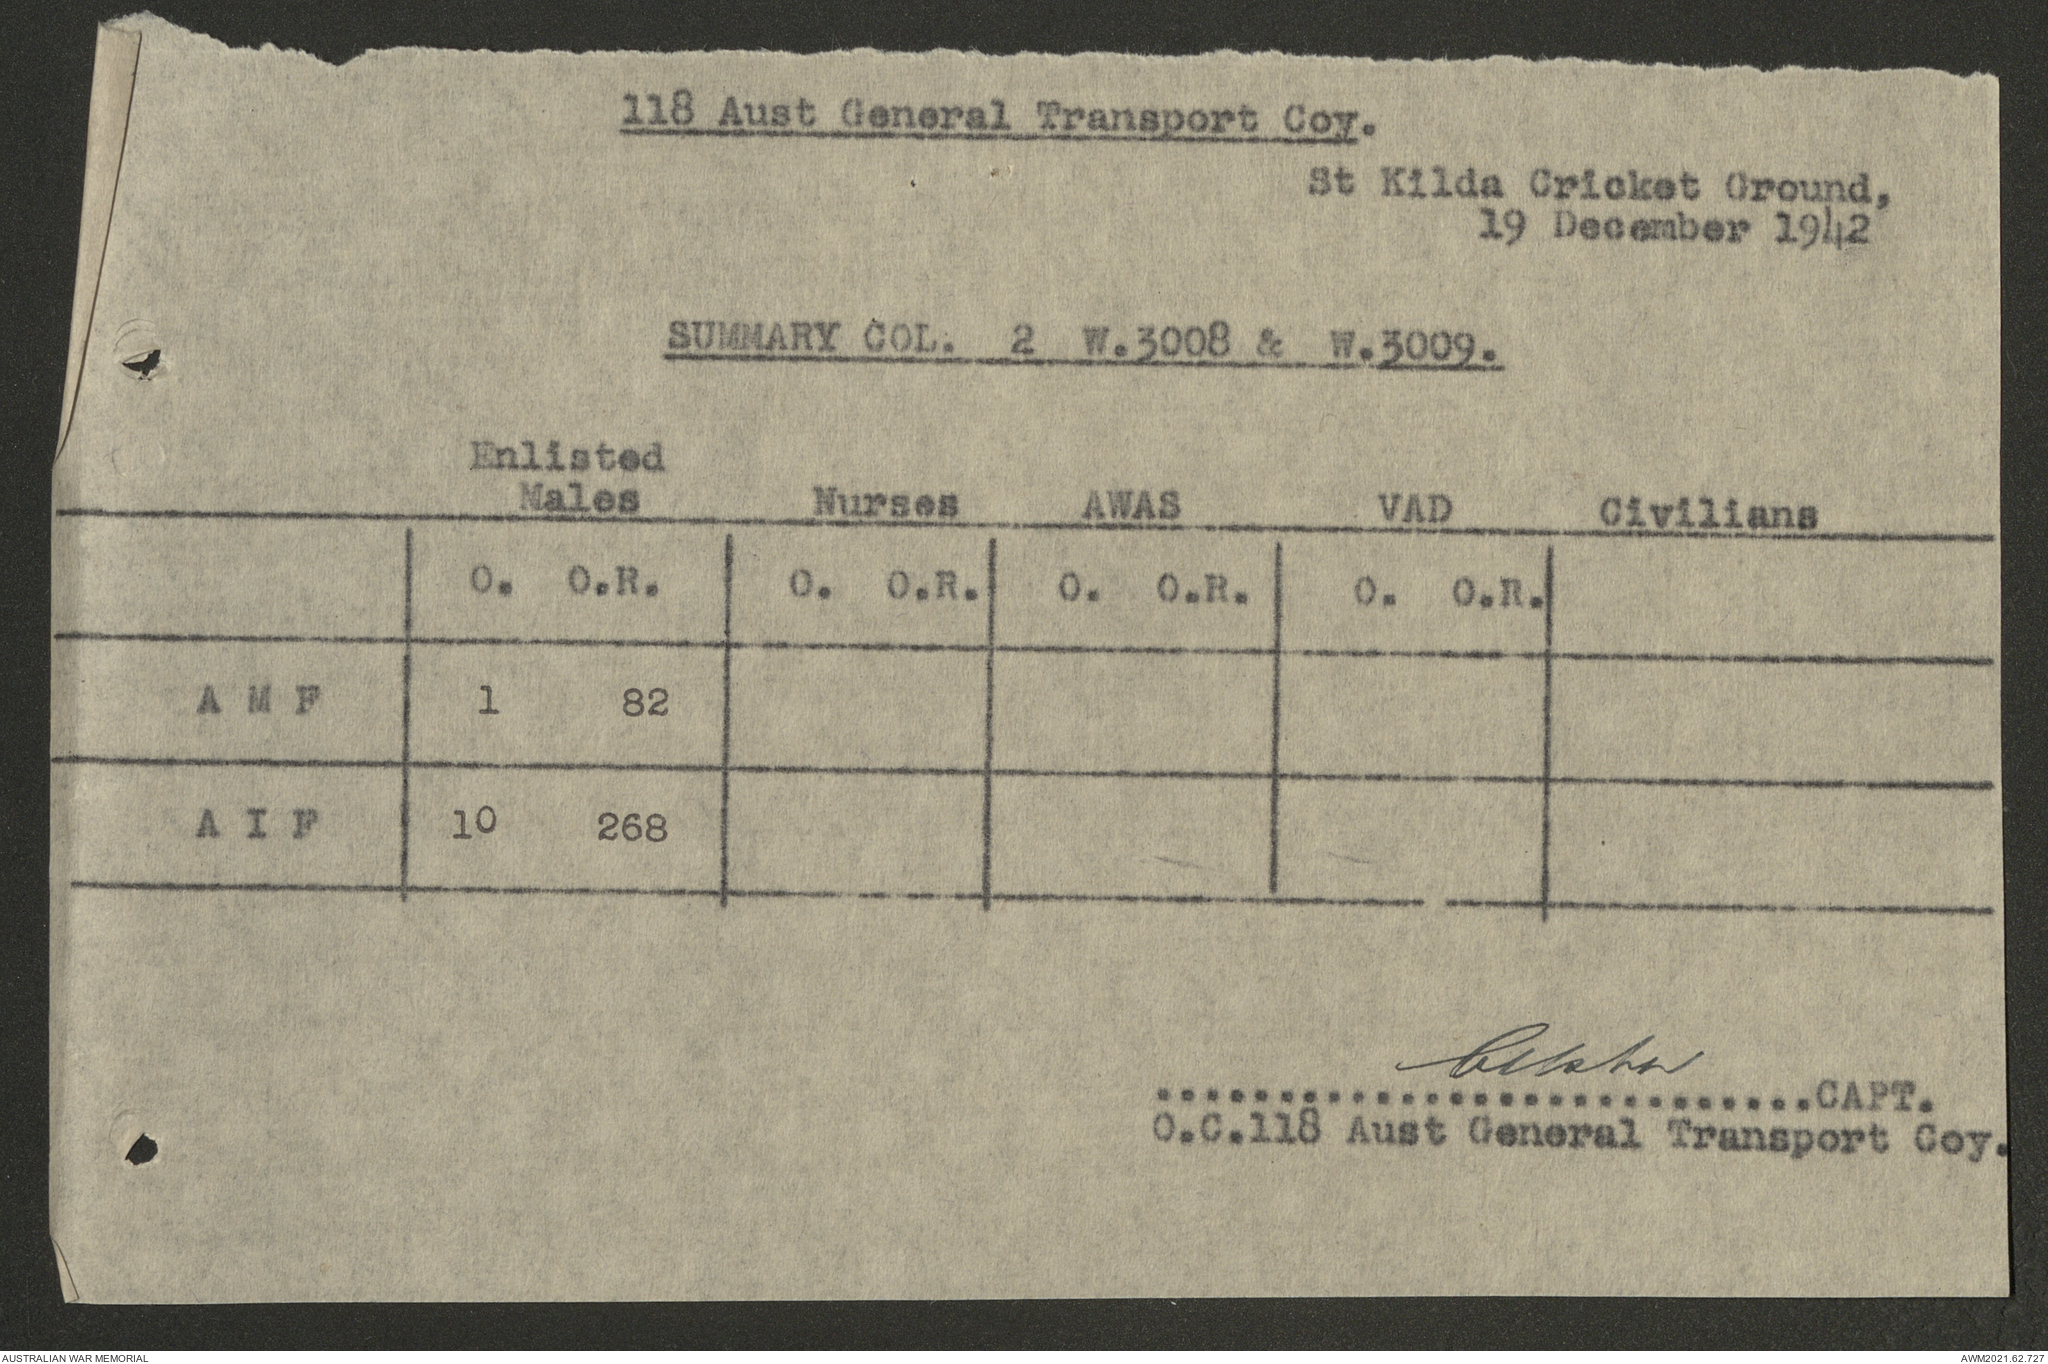 118 Aust General Transport Coy.
St Kilda Cricket Ground,
19 December 1942
SUMMARY COL. 2 W.3008 & W.3009.
Enlisted
Males Nurses AWAS VAD Civilians
O. O.R. O. O.R. O. O.R. O. O.R.
A M F 1 82
A I F 10 268
............................CAPT.
O.C.118 Aust General Transport Coy.
AUSTRALIAN WAR MEMORIAL AWM2021.62.727